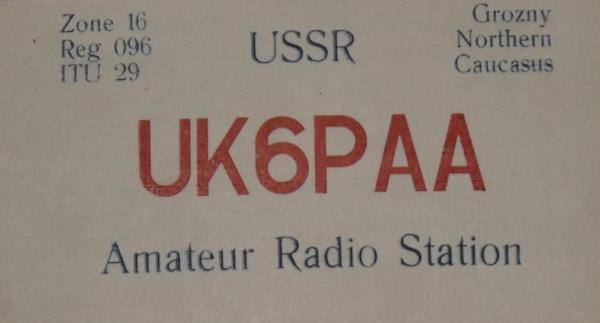 Zone 16
Reg 096
ITU 29
USSR
Grozny
Northern
Caucasus
UK6PAA
Amateur Radio Station